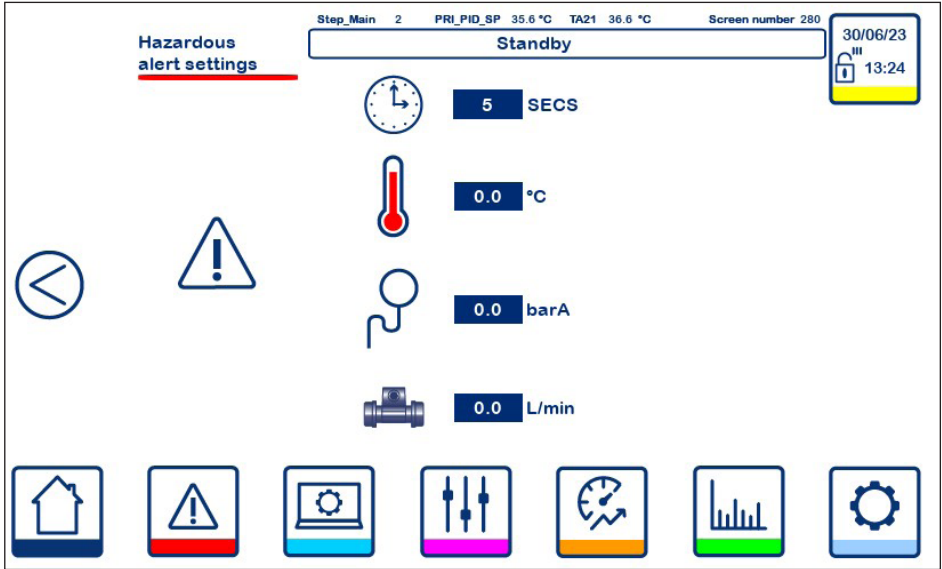 Step_Main 2 PRI_PID_SP 35.6 °C TA21 36.6 °C Screen number 280
Hazardous
alert settings
Standby
30/06/23
III
13:24
5 SECS
0.0 °C
0.0 barA
0.0 L/min